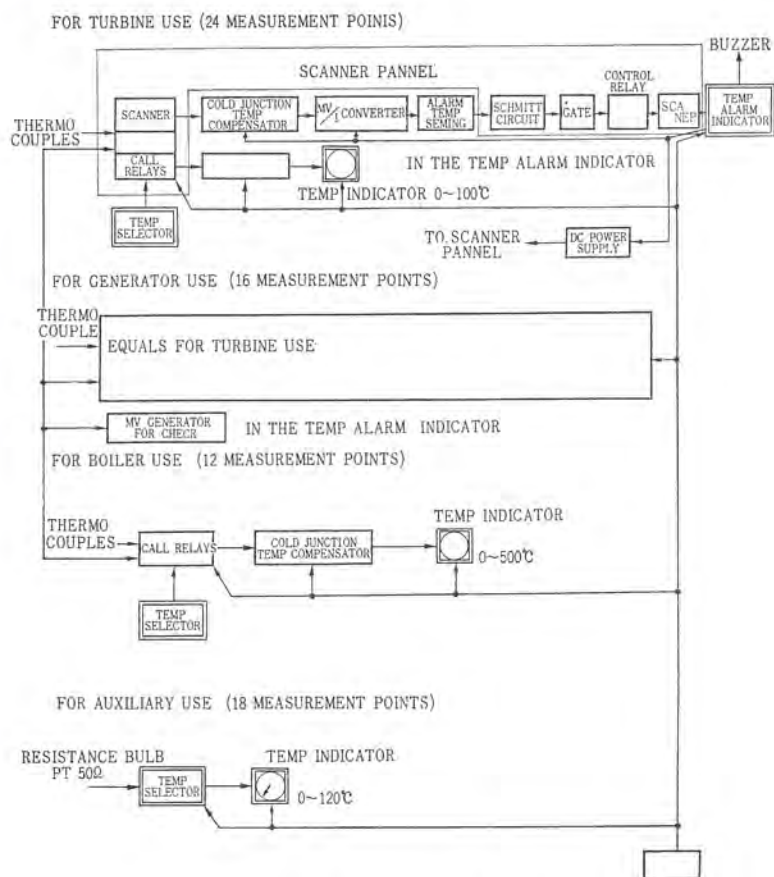 FOR TURBINE USE (24 MEASUREMENT POINIS)
BUZZER
SCANNER PANNEL
CONTROL
RELAY
SCANNER
COLD JUNCTION
TEMP
COMPENSATOR
MV/I CONVERTER
ALARM
TEMP
SEMING
SCHMITT
CIRCUIT
GATE
SCA
NEP
TEMP
ALARM
INDICATOR
THERMO
COUPLES
CALL
RELAYS
IN THE TEMP ALARM INDICATOR
TEMP INDICATOR 0~100℃
TEMP
SELECTOR
TO SCANNER
PANNEL
DC POWER
SUPPLY
FOR GENERATOR USE (16 MEASUREMENT POINTS)
THERMO
COUPLE
EQUALS FOR TURBINE USE
MV GENERATOR
FOR CHECR
IN THE TEMP ALARM INDICATOR
FOR BOILER USE (12 MEASUREMENT POINTS)
THERMO
COUPLES
CALL RELAYS
COLD JUNCTION
TEMP COMPENSATOR
TEMP INDICATOR
0~500℃
TEMP
SELECTOR
FOR AUXILIARY USE (18 MEASUREMENT POINTS)
RESISTANCE BULB
PT 50Ω
TEMP
SELECTOR
TEMP INDICATOR
0~120℃